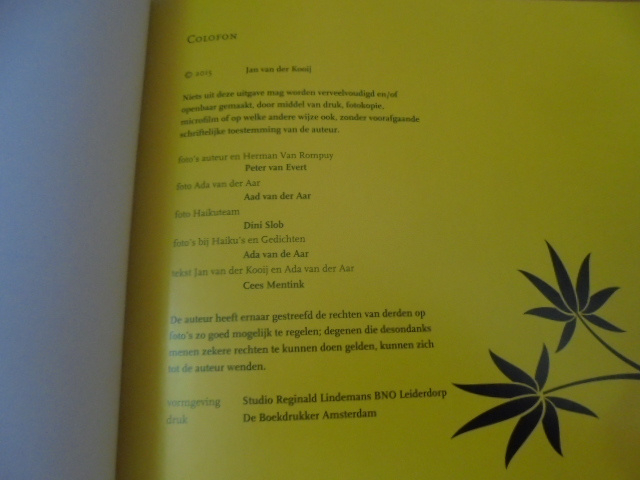 COLOFON
© 2015 Jan van der Kooij
Niets uit deze uitgave mag worden verveelvoudigd en/of
openbaar gemaakt, door middel van druk, fotokopie,
microfilm of op welke andere wijze ook, zonder voorafgaande
schriftelijke toestemming van de auteur.
foto's auteur en Herman Van Rompuy
Peter van Evert
foto Ada van der Aar
Aad van der Aar
foto Haikuteam
Dini Slob
foto's bij Haiku's en Gedichten
Ada van de Aar
tekst Jan van der Kooij en Ada van der Aar
Cees Mentink
De auteur heeft ernaar gestreefd de rechten van derden op
foto's zo goed mogelijk te regelen; degenen die desondanks
menen zekere rechten te kunnen doen gelden, kunnen zich
tot de auteur wenden.
vormgeving Studio Reginald Lindemans BNO Leiderdorp
druk De Boekdrukker Amsterdam